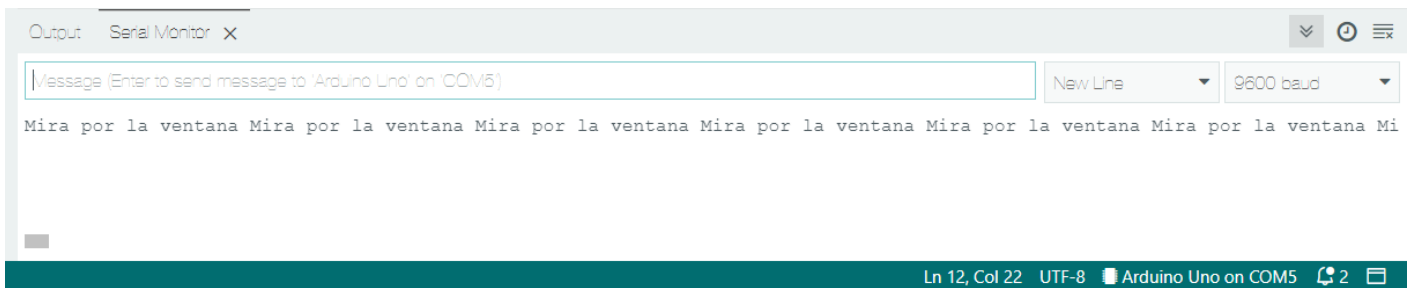 Output Serial Monitor
Message (Enter to send message to 'Arduino Uno' on 'COM5') New Line 9600 baud
Mira por la ventana Mira por la ventana Mira por la ventana Mira por la ventana Mira por la ventana Mira por la ventana Mi
Ln 12, Col 22 UTF-8 Arduino Uno on COM5 2